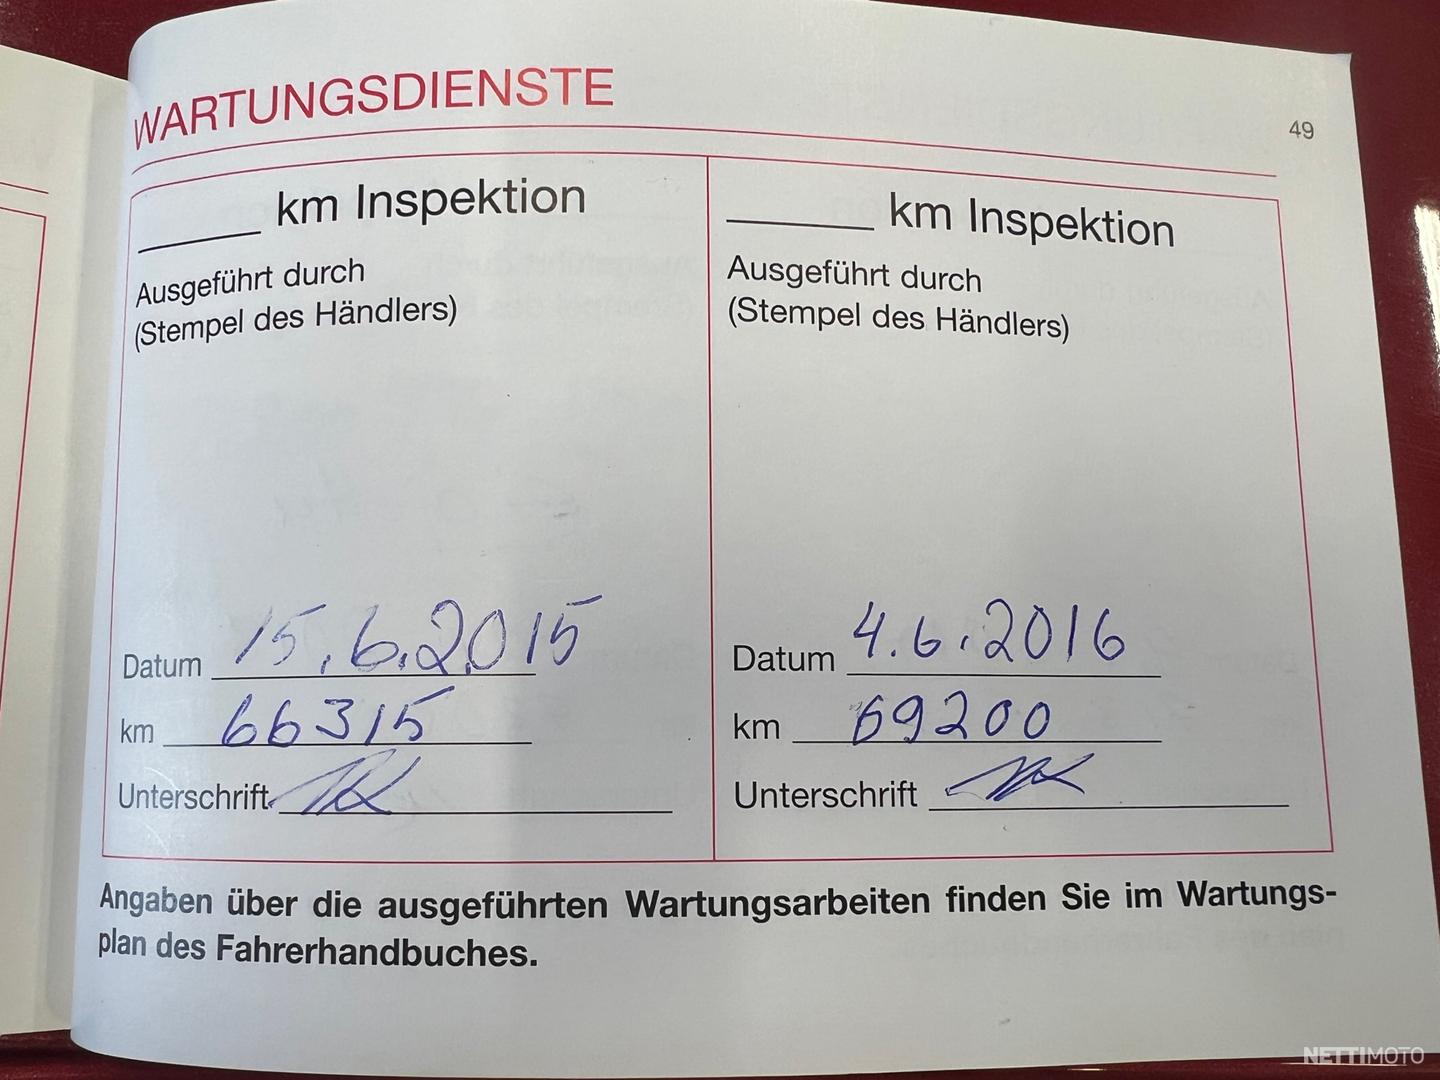 WARTUNGSDIENSTE
49
km Inspektion
Ausgeführt durch
(Stempel des Händlers)
Datum 15.6.2015
km 66315
Unterschrift
km Inspektion
Ausgeführt durch
(Stempel des Händlers)
Datum 4.6.2016
km 69200
Unterschrift
Angaben über die ausgeführten Wartungsarbeiten finden Sie im Wartungs-
plan des Fahrerhandbuches.
NETTIMOTO